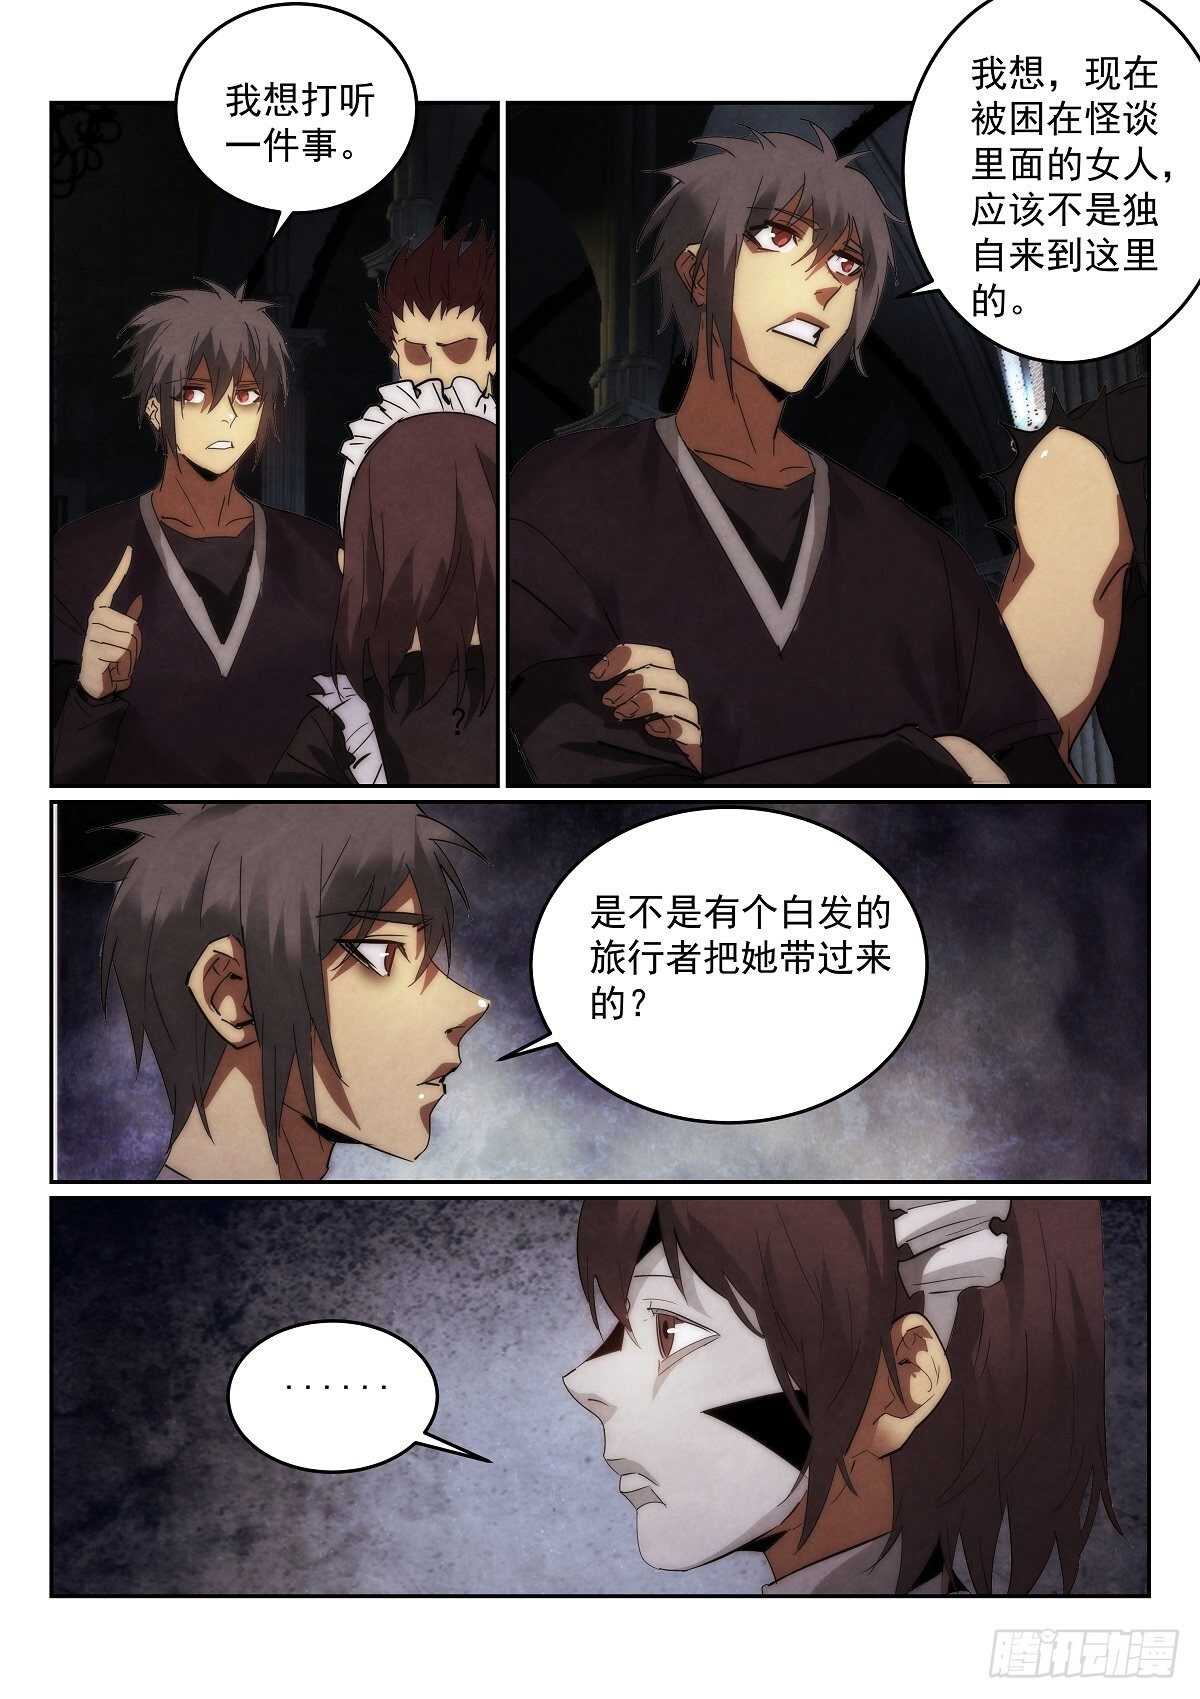 我想打听
一件事。
我想，现在
被困在怪谈
里面的女人，
应该不是独
自来到这里
的。
?
是不是有个白发的
旅行者把她带过来
的？
......
腾讯动漫